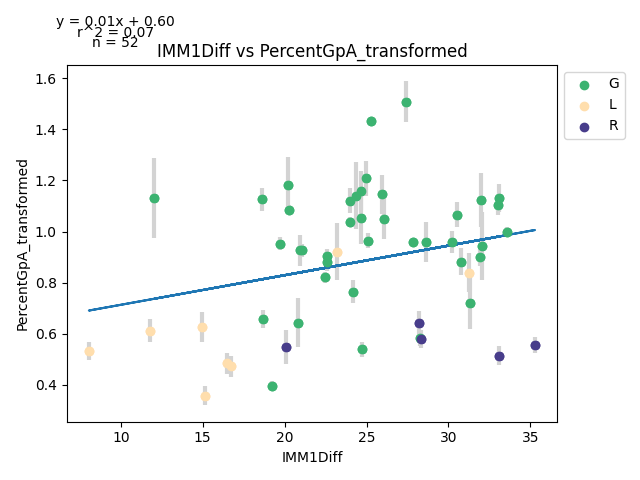 y = 0.01x + 0.60
r^2 = 0.07
n = 52
IMM1Diff vs PercentGpA_transformed
G
L
R
PercentGpA_transformed
1.6
1.4
1.2
1.0
0.8
0.6
0.4
10 15 20 25 30 35
IMM1Diff